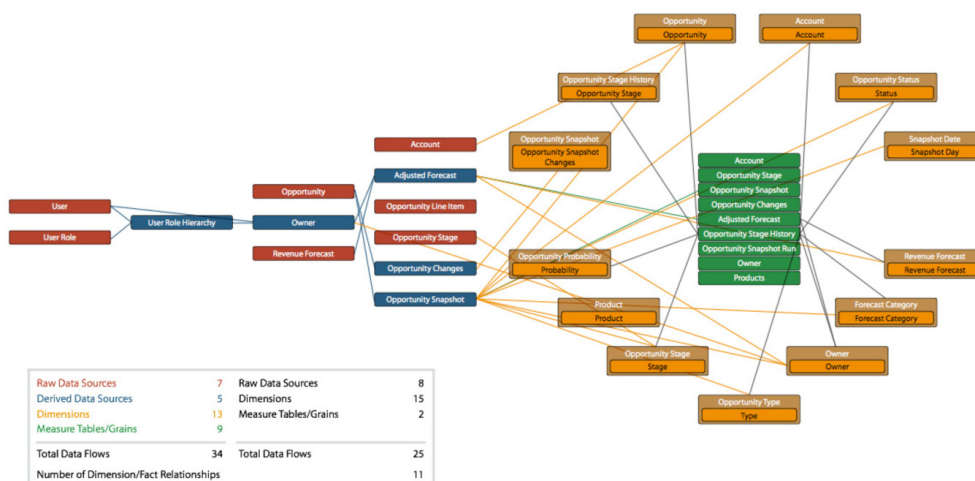 Opportunity
Opportunity
Account
Account
Opportunity Stage History
Opportunity Stage
Opportunity Status
Status
Opportunity Snapshot
Opportunity Snapshot
Changes
Snapshot Date
Snapshot Day
Account
Adjusted Forecast
Opportunity
Opportunity Line Item
User
User Role Hierarchy
Owner
User Role
Opportunity Stage
Revenue Forecast
Opportunity Changes
Opportunity Snapshot
Account
Opportunity Stage
Opportunity Snapshot
Opportunity Changes
Adjusted Forecast
Opportunity Stage History
Opportunity Snapshot Run
Owner
Products
Opportunity Probability
Probability
Revenue Forecast
Revenue Forecast
Product
Product
Forecast Category
Forecast Category
Opportunity Stage
Stage
Owner
Owner
Opportunity Type
Type
Raw Data Sources 7 Raw Data Sources 8
Derived Data Sources 5 Dimensions 15
Dimensions 13 Measure Tables/Grains 2
Measure Tables/Grains 9
Total Data Flows 34 Total Data Flows 25
Number of Dimension/Fact Relationships 11